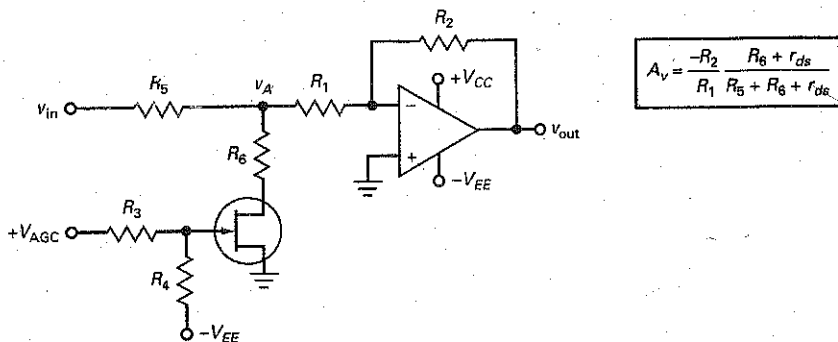 R2
vin
R5
vA
R1
+VCC
−
+
vout
−VEE
R6
+VAGC
R3
R4
−VEE
Av = −R2/R1 R6 + rds/R5 + R6 + rds